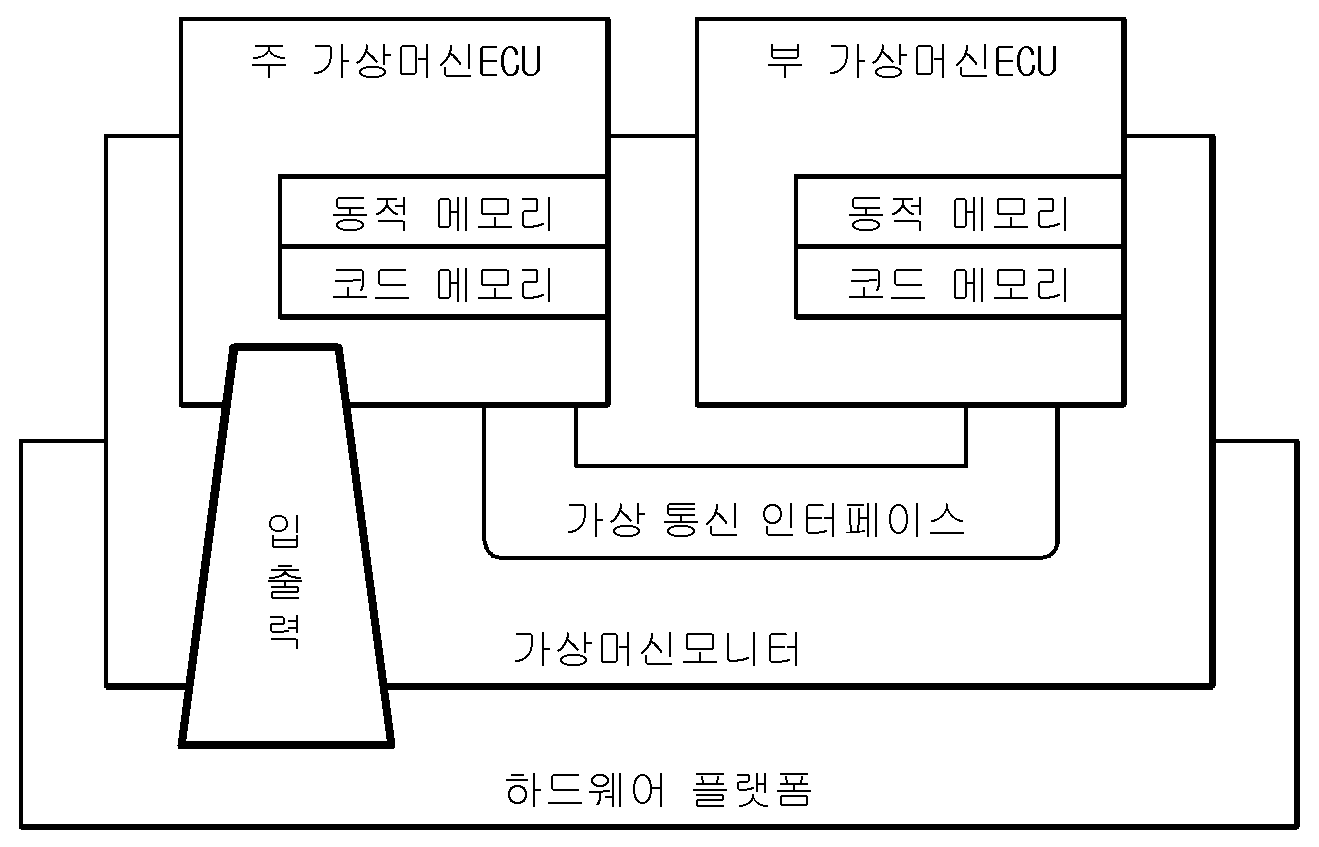 주 가상머신ECU
부 가상머신ECU
동적 메모리
코드 메모리
동적 메모리
코드 메모리
가상 통신 인터페이스
입
출
력
가상머신모니터
하드웨어 플랫폼